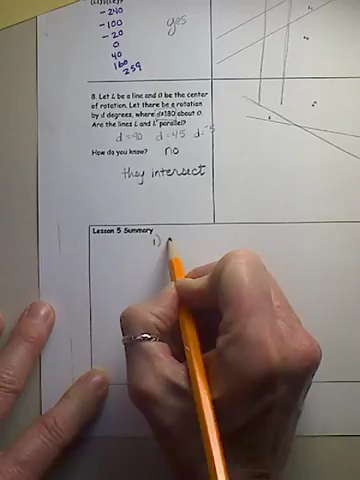 -240
yes
-100
-20
0
40
160
259
8. Let L be a line and O be the center
of rotation. Let there be a rotation
by d degrees, where d≠180 about O.
Are the lines L and L' parallel?
d=90 d=45 d=-5
How do you know? no
they intersect
Lesson 5 Summary
1)